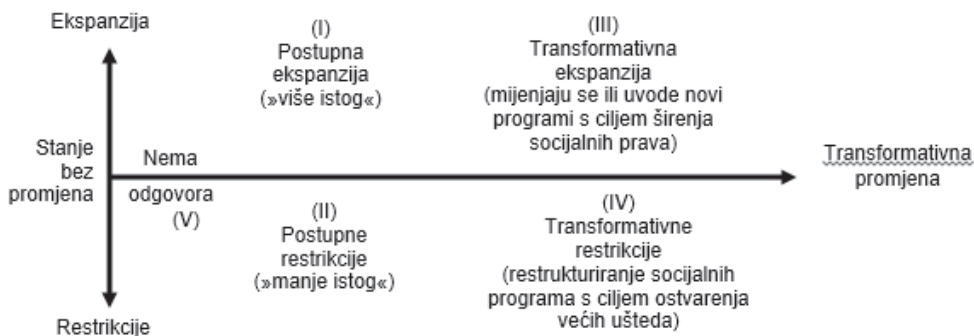 Ekspanzija
(I)
Postupna
ekspanzija
(»više istog«)
(III)
Transformativna
ekspanzija
(mijenjaju se ili uvode novi
programi s ciljem širenja
socijalnih prava)
Stanje
bez
promjena
Nema
odgovora
(V)
Transformativna
promjena
(II)
Postupne
restrikcije
(»manje istog«)
(IV)
Transformativne
restrikcije
(restrukturiranje socijalnih
programa s ciljem ostvarenja
većih ušteda)
Restrikcije